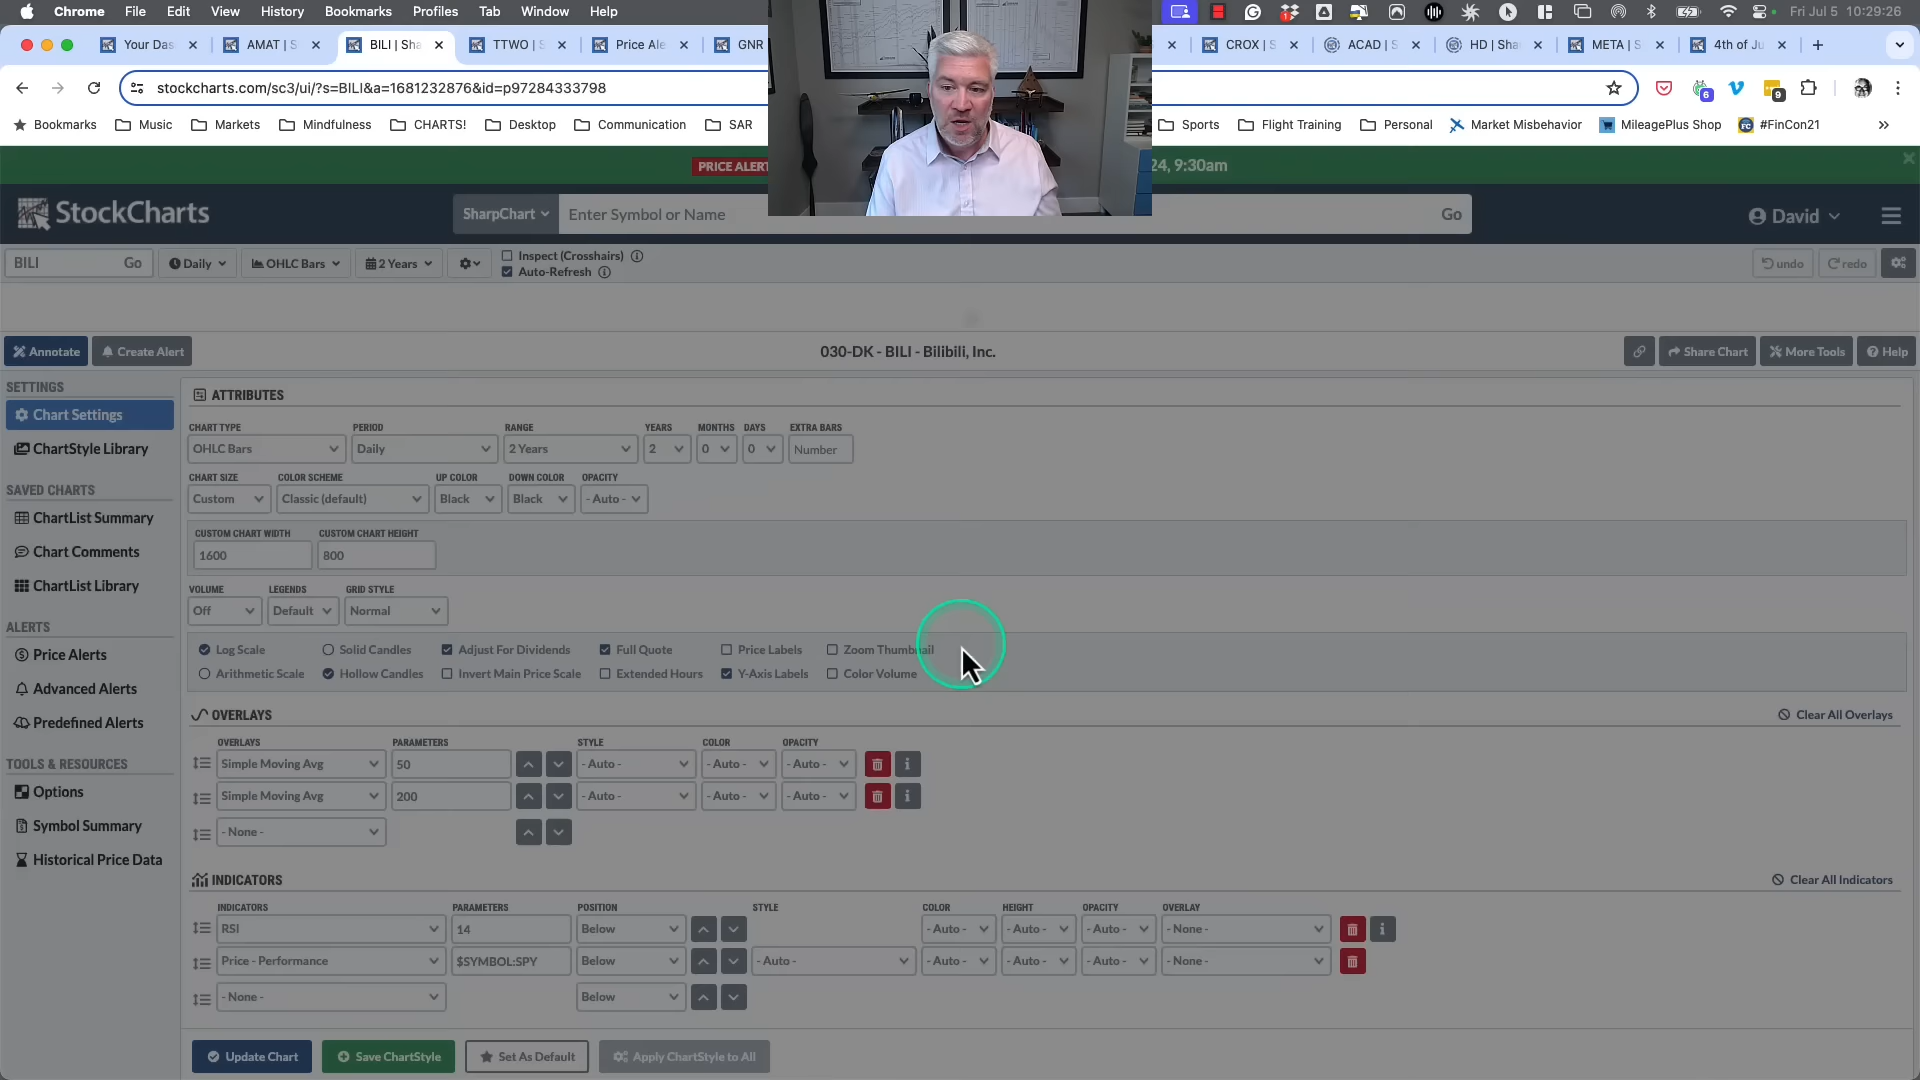 Chrome File Edit View History Bookmarks Profiles Tab Window Help Fri Jul 5 10:29:26
Your Das AMAT | S BILI | Sha TTWO | S Price Ale GNR CROX | S ACAD | S HD | Sha META | S 4th of Ju
stockcharts.com/sc3/ui/?s=BILI&a=1681232876&id=p97284333798
6 9
Bookmarks Music Markets Mindfulness CHARTS! Desktop Communication SAR Sports Flight Training Personal Market Misbehavior MileagePlus Shop #FinCon21
PRICE ALERT 24, 9:30am
StockCharts SharpChart Enter Symbol or Name Go David
BILI Go Daily OHLC Bars 2 Years Inspect (Crosshairs) undo redo
Auto-Refresh
Annotate Create Alert 030-DK - BILI - Bilibili, Inc. Share Chart More Tools Help
SETTINGS
Chart Settings
ChartStyle Library
SAVED CHARTS
ChartList Summary
Chart Comments
ChartList Library
ALERTS
Price Alerts
Advanced Alerts
Predefined Alerts
TOOLS & RESOURCES
Options
Symbol Summary
Historical Price Data
ATTRIBUTES
CHART TYPE PERIOD RANGE YEARS MONTHS DAYS EXTRA BARS
OHLC Bars Daily 2 Years 2 0 0 Number
CHART SIZE COLOR SCHEME UP COLOR DOWN COLOR OPACITY
Custom Classic (default) Black Black - Auto -
CUSTOM CHART WIDTH CUSTOM CHART HEIGHT
1600 800
VOLUME LEGENDS GRID STYLE
Off Default Normal
Log Scale Solid Candles Adjust For Dividends Full Quote Price Labels Zoom Thumbnail
Arithmetic Scale Hollow Candles Invert Main Price Scale Extended Hours Y-Axis Labels Color Volume
OVERLAYS Clear All Overlays
OVERLAYS PARAMETERS STYLE COLOR OPACITY
Simple Moving Avg 50 - Auto - - Auto - - Auto -
Simple Moving Avg 200 - Auto - - Auto - - Auto -
- None -
INDICATORS Clear All Indicators
INDICATORS PARAMETERS POSITION STYLE COLOR HEIGHT OPACITY OVERLAY
RSI 14 Below - Auto - - Auto - - Auto - - None -
Price - Performance $SYMBOL:SPY Below - Auto - - Auto - - Auto - - Auto - - None -
- None - Below
Update Chart Save ChartStyle Set As Default Apply ChartStyle to All